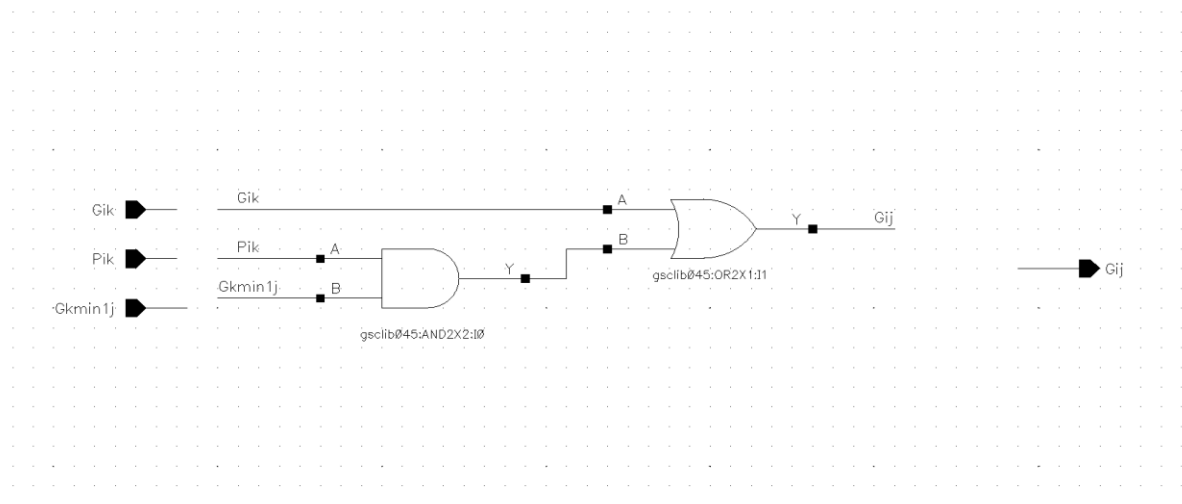 Gik
Gik
A
Y
Gij
Pik
Pik
A
B
Gkmin1j
Gkmin1j
B
Y
gsclib045:OR2X1:I1
Gij
gsclib045:AND2X2:I0